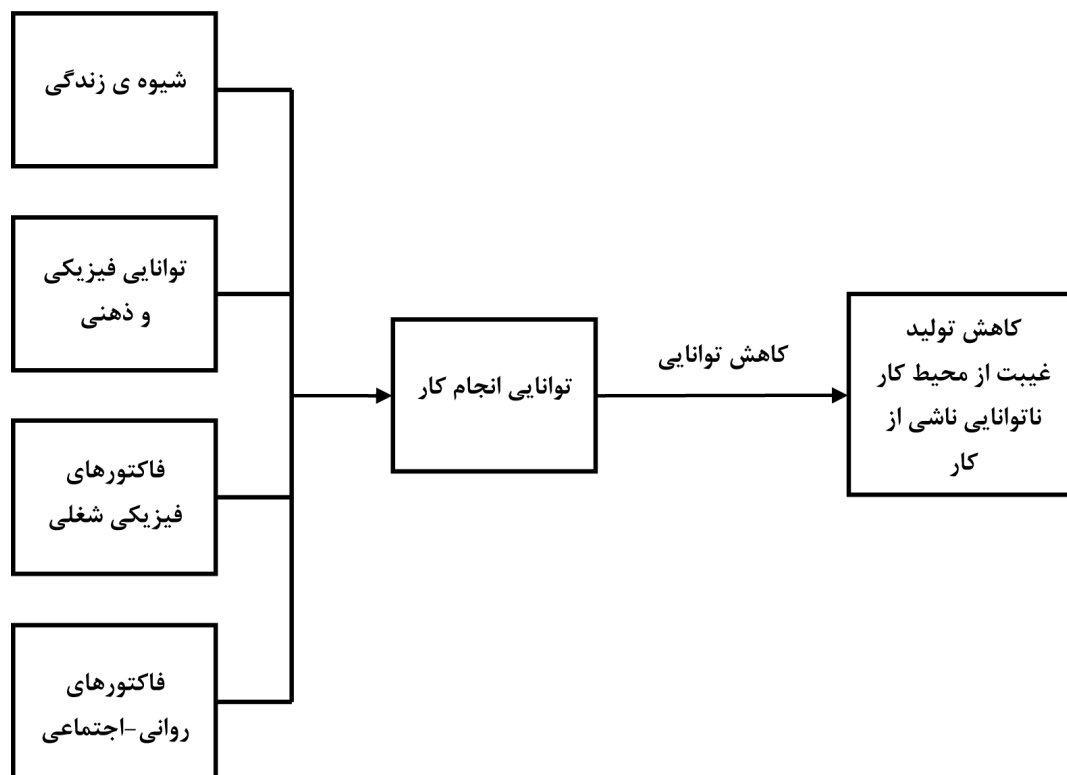 شیوه ی زندگی
توانایی فیزیکی
و ذهنی
فاکتورهای
فیزیکی شغلی
فاکتورهای
روانی-اجتماعی
توانایی انجام کار
کاهش توانایی
کاهش تولید
غیبت از محیط کار
ناتوانایی ناشی از
کار